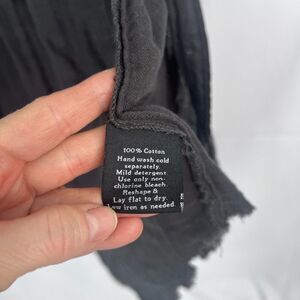 100% Cotton
Hand wash cold
separately.
Mild detergent.
Use only non-
chlorine bleach.
Reshape &
Lay flat to dry.
Low iron as needed.